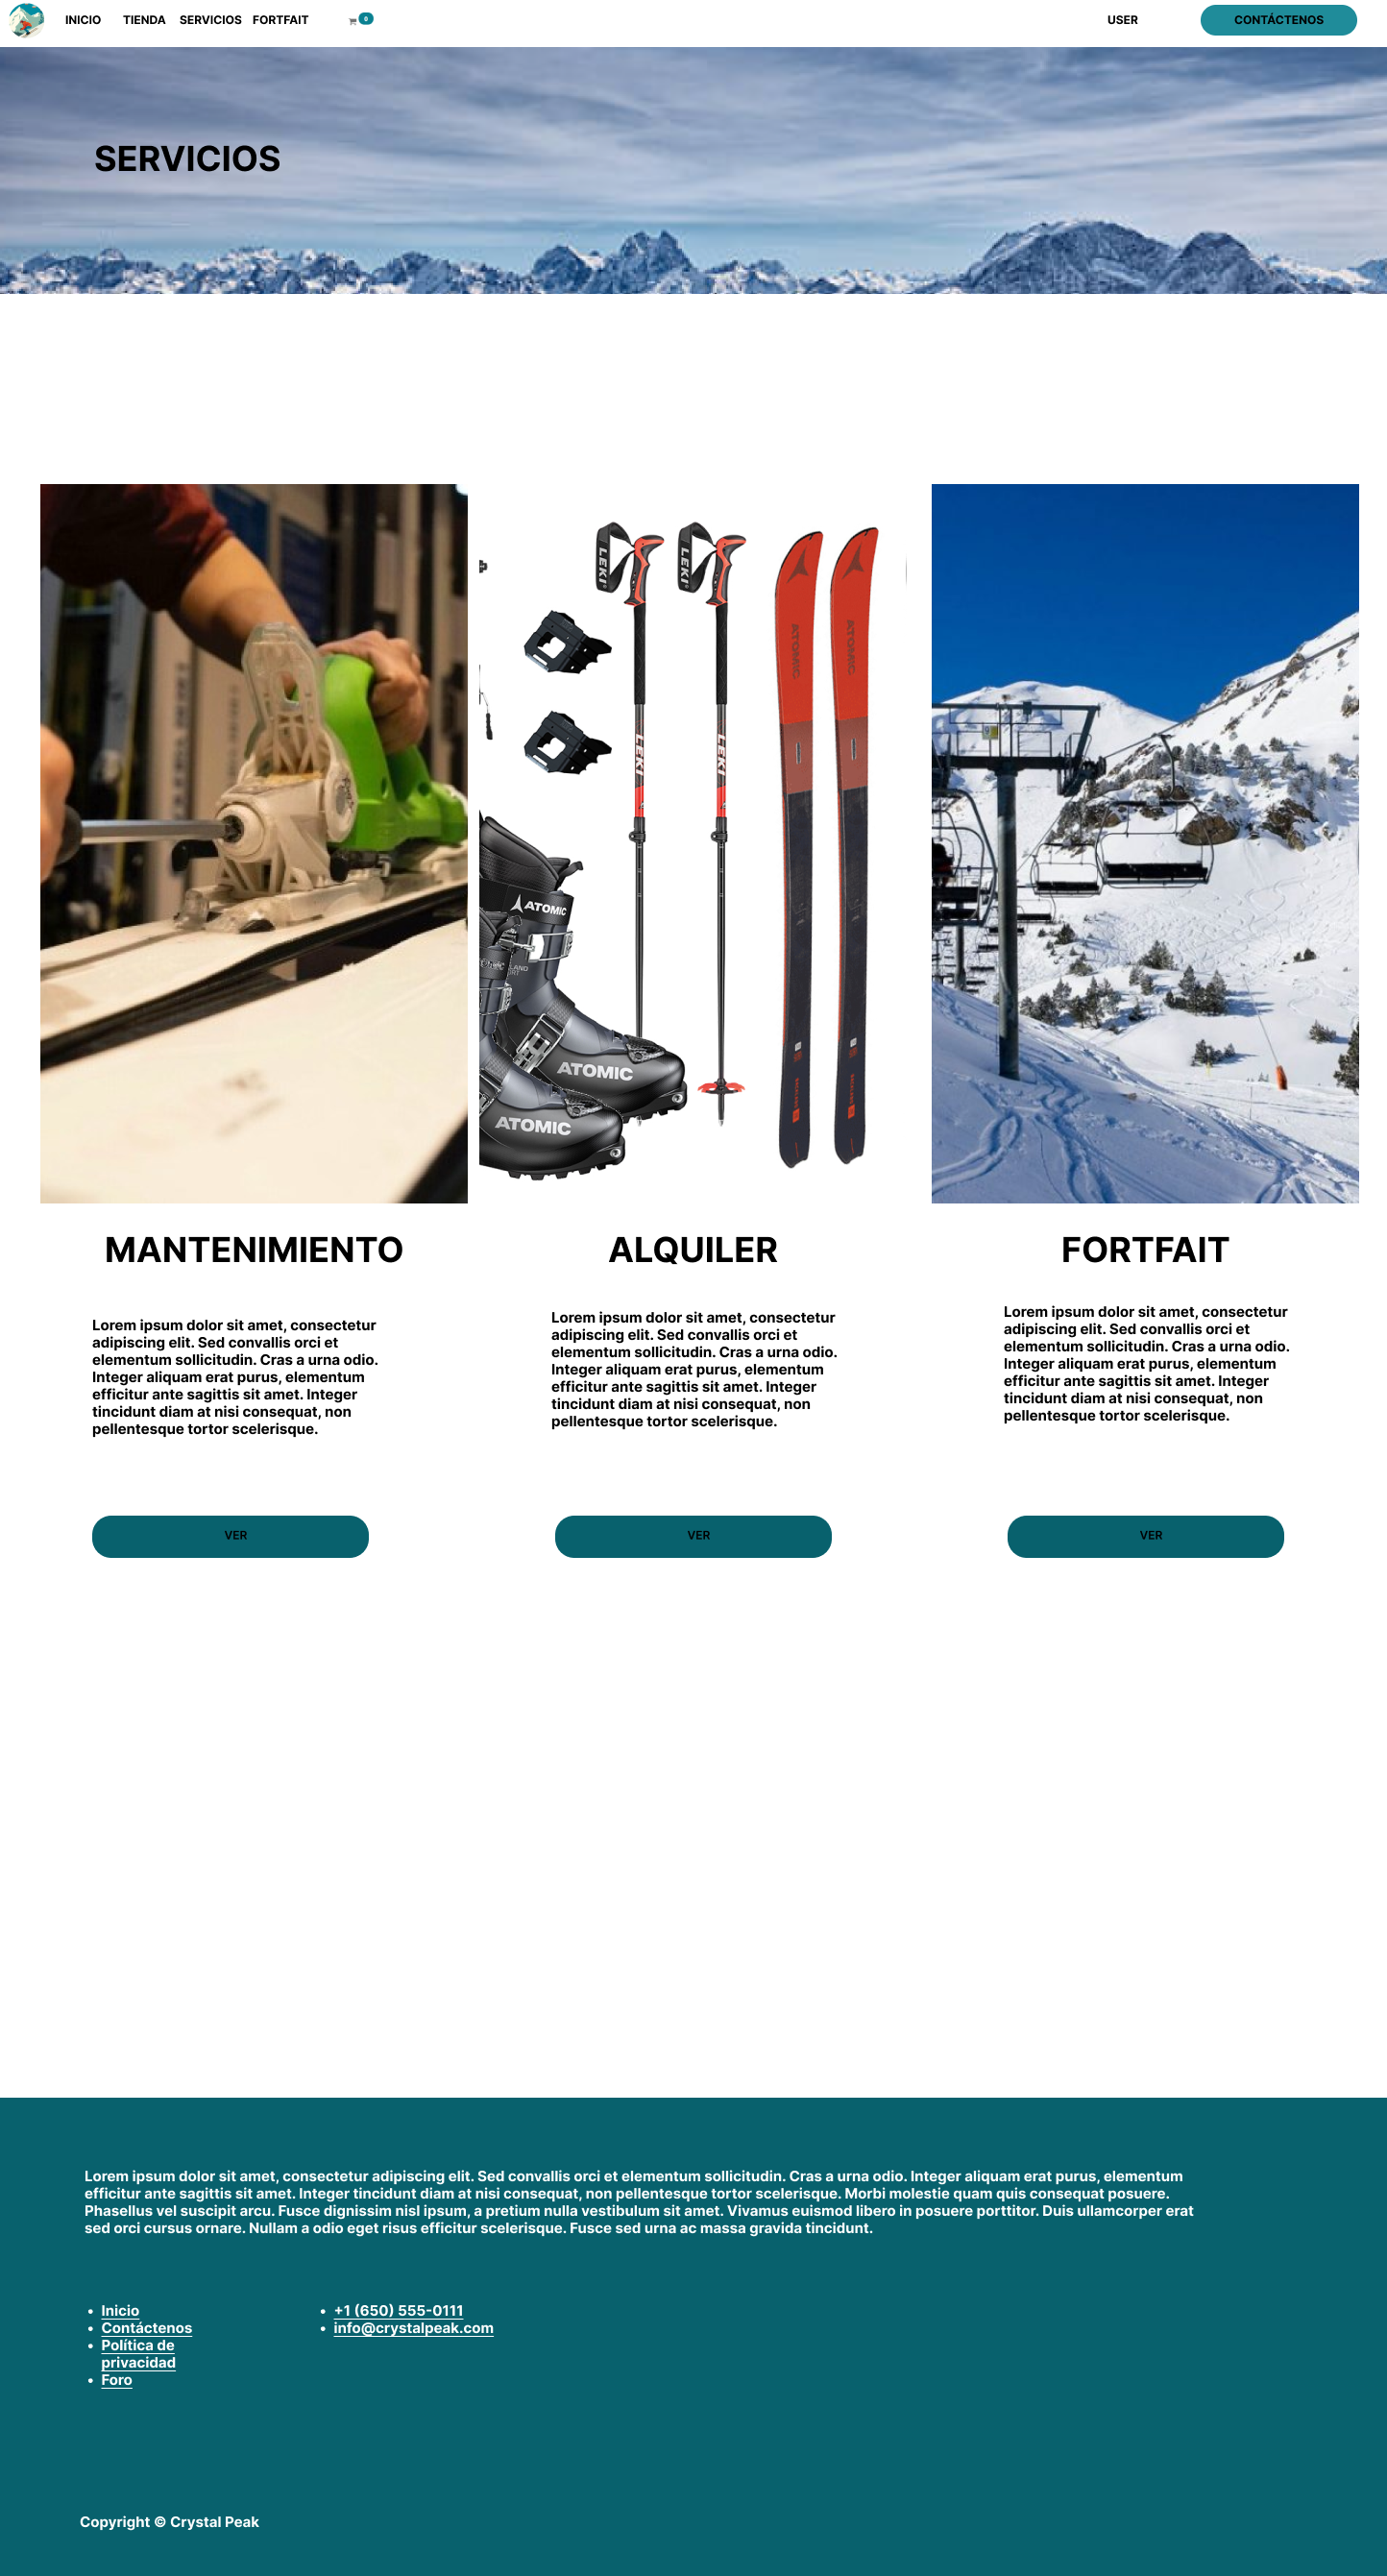 INICIO TIENDA SERVICIOS FORTFAIT 0 USER CONTÁCTENOS
SERVICIOS
LEKI LEKI
ATOMIC ATOMIC
LEKI LEKI
ATOMIC
ATOMIC
ATOMIC
MANTENIMIENTO
Lorem ipsum dolor sit amet, consectetur
adipiscing elit. Sed convallis orci et
elementum sollicitudin. Cras a urna odio.
Integer aliquam erat purus, elementum
efficitur ante sagittis sit amet. Integer
tincidunt diam at nisi consequat, non
pellentesque tortor scelerisque.
VER
ALQUILER
Lorem ipsum dolor sit amet, consectetur
adipiscing elit. Sed convallis orci et
elementum sollicitudin. Cras a urna odio.
Integer aliquam erat purus, elementum
efficitur ante sagittis sit amet. Integer
tincidunt diam at nisi consequat, non
pellentesque tortor scelerisque.
VER
FORTFAIT
Lorem ipsum dolor sit amet, consectetur
adipiscing elit. Sed convallis orci et
elementum sollicitudin. Cras a urna odio.
Integer aliquam erat purus, elementum
efficitur ante sagittis sit amet. Integer
tincidunt diam at nisi consequat, non
pellentesque tortor scelerisque.
VER
Lorem ipsum dolor sit amet, consectetur adipiscing elit. Sed convallis orci et elementum sollicitudin. Cras a urna odio. Integer aliquam erat purus, elementum
efficitur ante sagittis sit amet. Integer tincidunt diam at nisi consequat, non pellentesque tortor scelerisque. Morbi molestie quam quis consequat posuere.
Phasellus vel suscipit arcu. Fusce dignissim nisl ipsum, a pretium nulla vestibulum sit amet. Vivamus euismod libero in posuere porttitor. Duis ullamcorper erat
sed orci cursus ornare. Nullam a odio eget risus efficitur scelerisque. Fusce sed urna ac massa gravida tincidunt.
• Inicio
• Contáctenos
• Política de
privacidad
• Foro
• +1 (650) 555-0111
• info@crystalpeak.com
Copyright © Crystal Peak